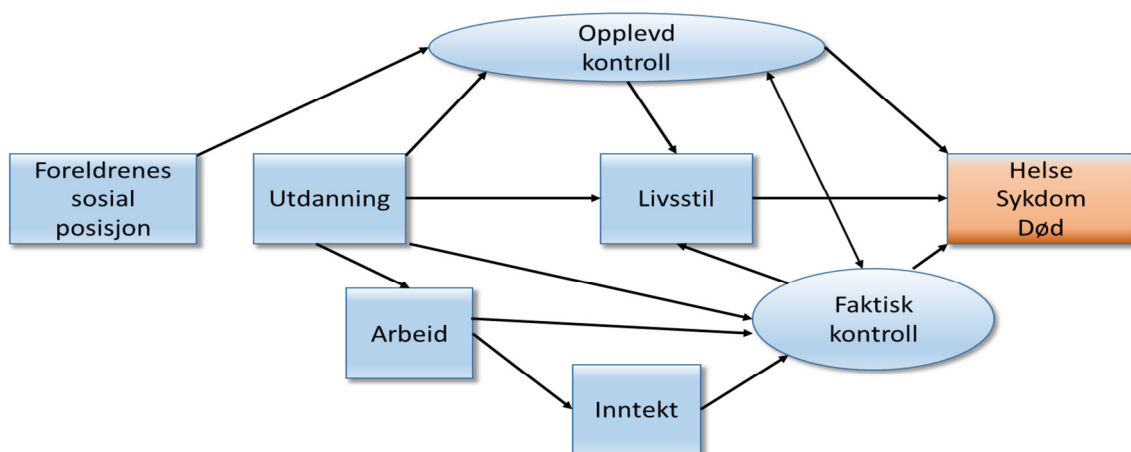 Opplevd
kontroll
Foreldrenes
sosial
posisjon
Utdanning
Livsstil
Helse
Sykdom
Død
Arbeid
Faktisk
kontroll
Inntekt